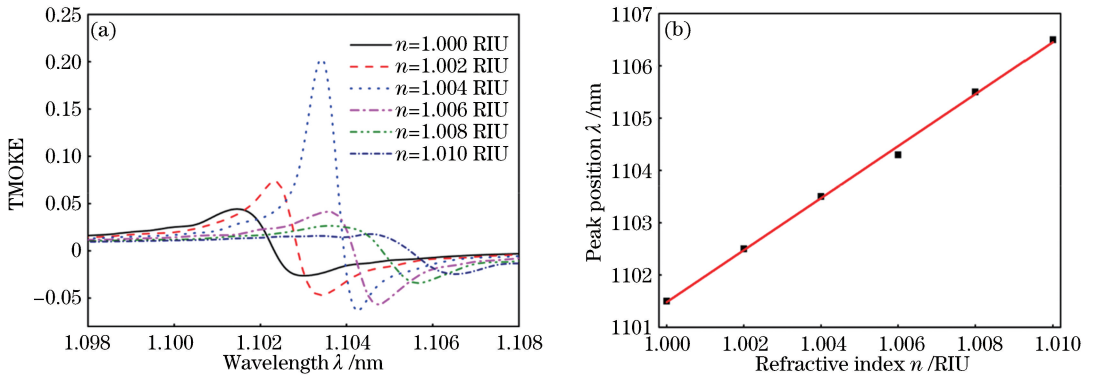 (a)
TMOKE
0.25
0.20
0.15
0.10
0.05
0
−0.05
n=1.000 RIU
n=1.002 RIU
n=1.004 RIU
n=1.006 RIU
n=1.008 RIU
n=1.010 RIU
1.098 1.100 1.102 1.104 1.106 1.108
Wavelength λ /nm
(b)
Peak position λ /nm
1107
1106
1105
1104
1103
1102
1101
1.000 1.002 1.004 1.006 1.008 1.010
Refractive index n /RIU